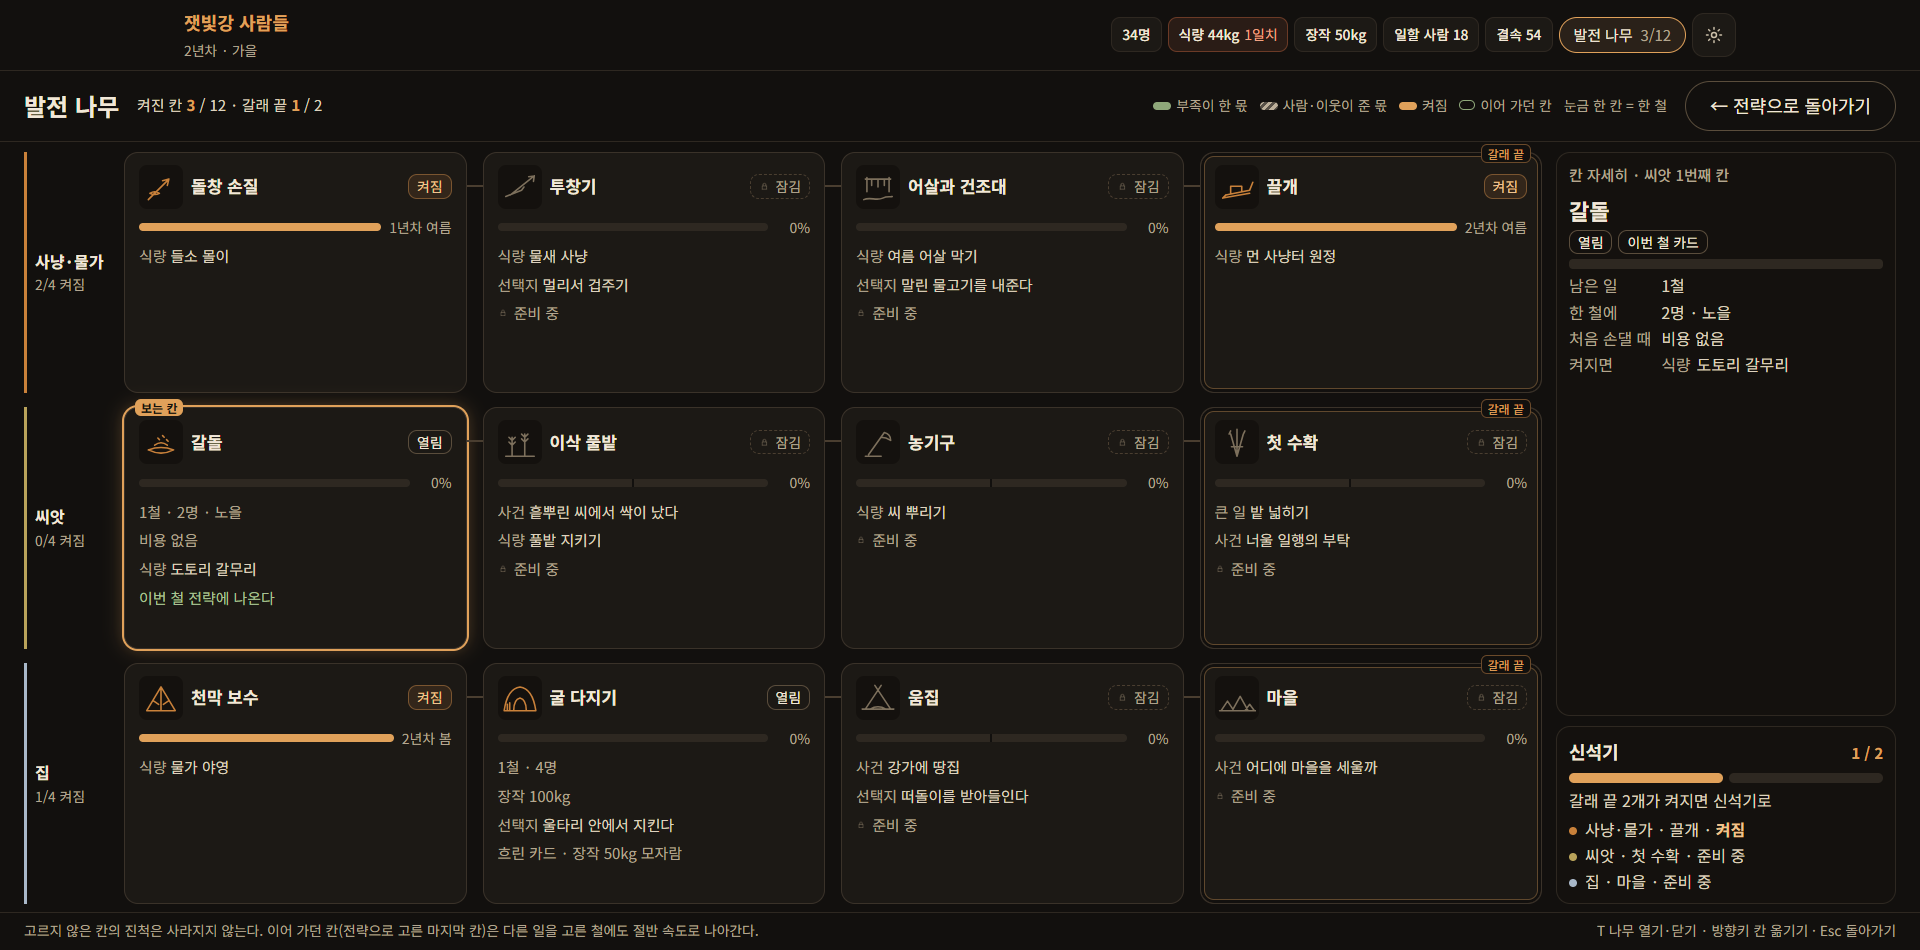 잿빛강 사람들
2년차 · 가을
34명
식량 44kg 1일치
장작 50kg
일할 사람 18
결속 54
발전 나무 3/12
발전 나무
켜진 칸 3 / 12 · 갈래 끝 1 / 2
부족이 한 몫
사람·이웃이 준 몫
켜짐
이어 가던 칸
눈금 한 칸 = 한 철
← 전략으로 돌아가기
사냥·물가
2/4 켜짐
돌창 손질
켜짐
1년차 여름
식량 들소 몰이
투창기
잠김
0%
식량 물새 사냥
선택지 멀리서 겁주기
준비 중
어살과 건조대
잠김
0%
식량 여름 어살 막기
선택지 말린 물고기를 내준다
준비 중
갈래 끝
끌개
켜짐
2년차 여름
식량 먼 사냥터 원정
씨앗
0/4 켜짐
보는 칸
갈돌
열림
0%
1철 · 2명 · 노을
비용 없음
식량 도토리 갈무리
이번 철 전략에 나온다
이삭 풀밭
잠김
0%
사건 흩뿌린 씨에서 싹이 났다
식량 풀밭 지키기
준비 중
농기구
잠김
0%
식량 씨 뿌리기
준비 중
갈래 끝
첫 수확
잠김
0%
큰 일 밭 넓히기
사건 너울 일행의 부탁
준비 중
집
1/4 켜짐
천막 보수
켜짐
2년차 봄
식량 물가 야영
굴 다지기
열림
0%
1철 · 4명
장작 100kg
선택지 울타리 안에서 지킨다
흐린 카드 · 장작 50kg 모자람
움집
잠김
0%
사건 강가에 땅집
선택지 떠돌이를 받아들인다
준비 중
갈래 끝
마을
잠김
0%
사건 어디에 마을을 세울까
준비 중
칸 자세히 · 씨앗 1번째 칸
갈돌
열림
이번 철 카드
남은 일 1철
한 철에 2명 · 노을
처음 손댈 때 비용 없음
켜지면 식량 도토리 갈무리
신석기
1 / 2
갈래 끝 2개가 켜지면 신석기로
사냥·물가 · 끌개 · 켜짐
씨앗 · 첫 수확 · 준비 중
집 · 마을 · 준비 중
고르지 않은 칸의 진척은 사라지지 않는다. 이어 가던 칸(전략으로 고른 마지막 칸)은 다른 일을 고른 철에도 절반 속도로 나아간다.
T 나무 열기·닫기 · 방향키 칸 옮기기 · Esc 돌아가기